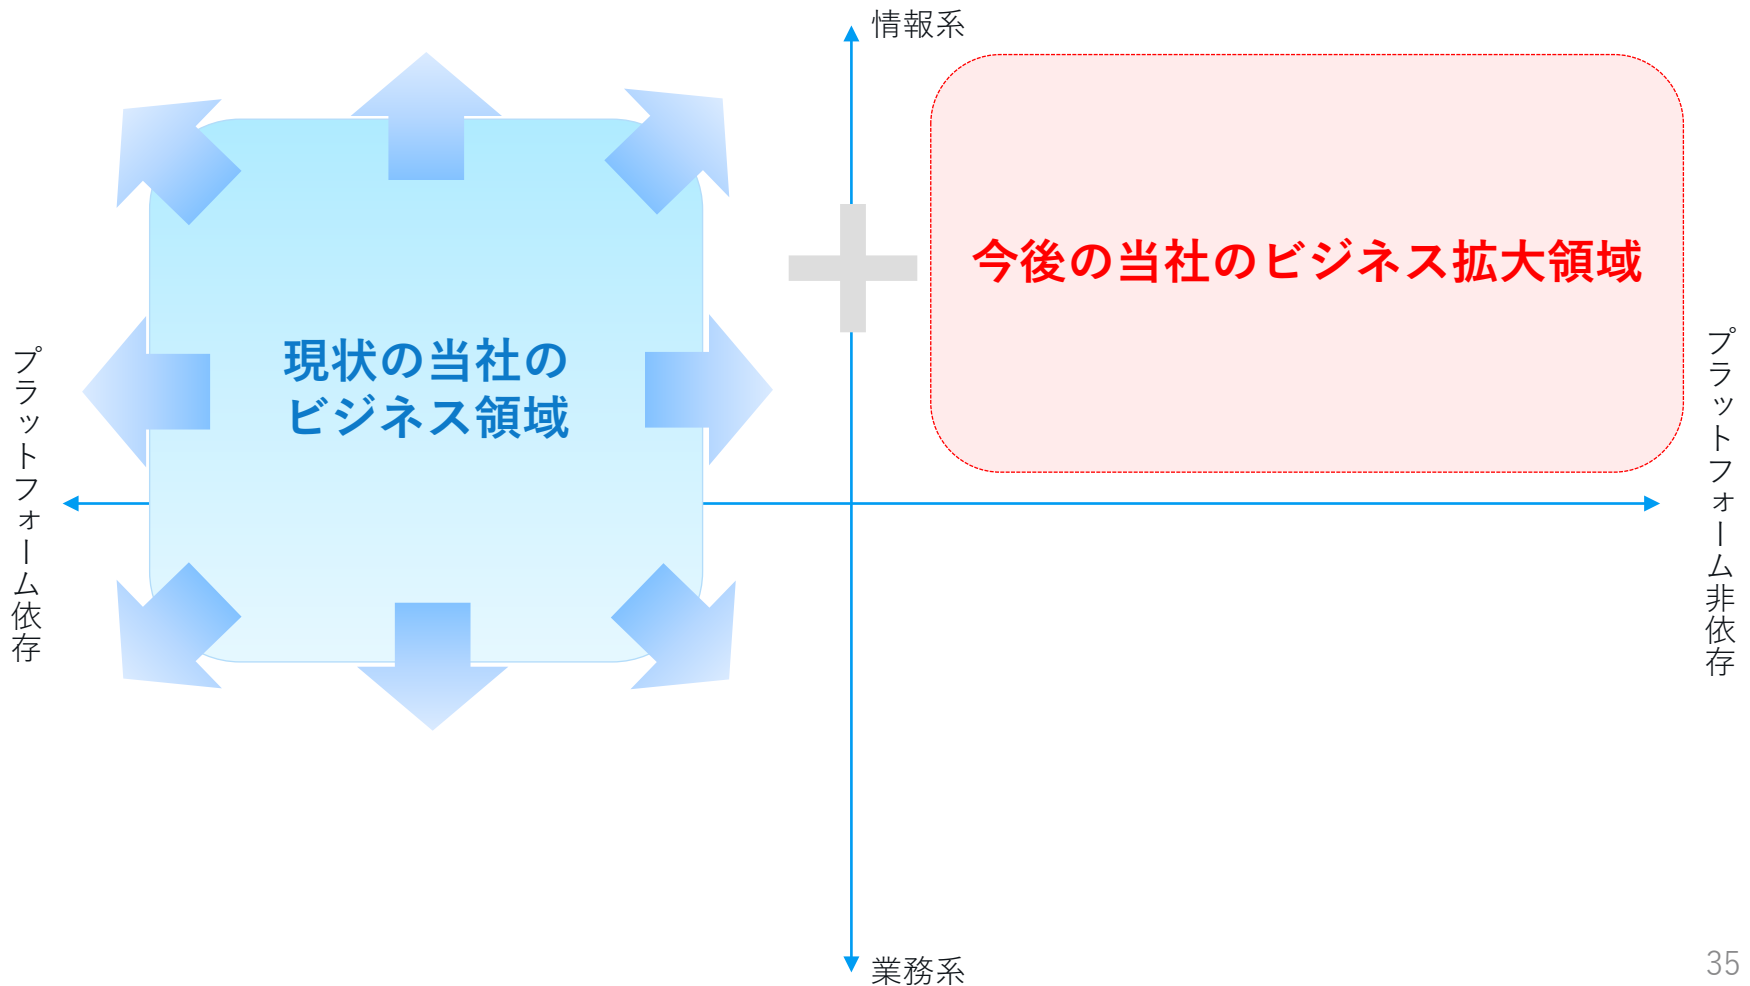 情報系
今後の当社のビジネス拡大領域
現状の当社の
ビジネス領域
プラットフォーム依存
プラットフォーム非依存
業務系
35